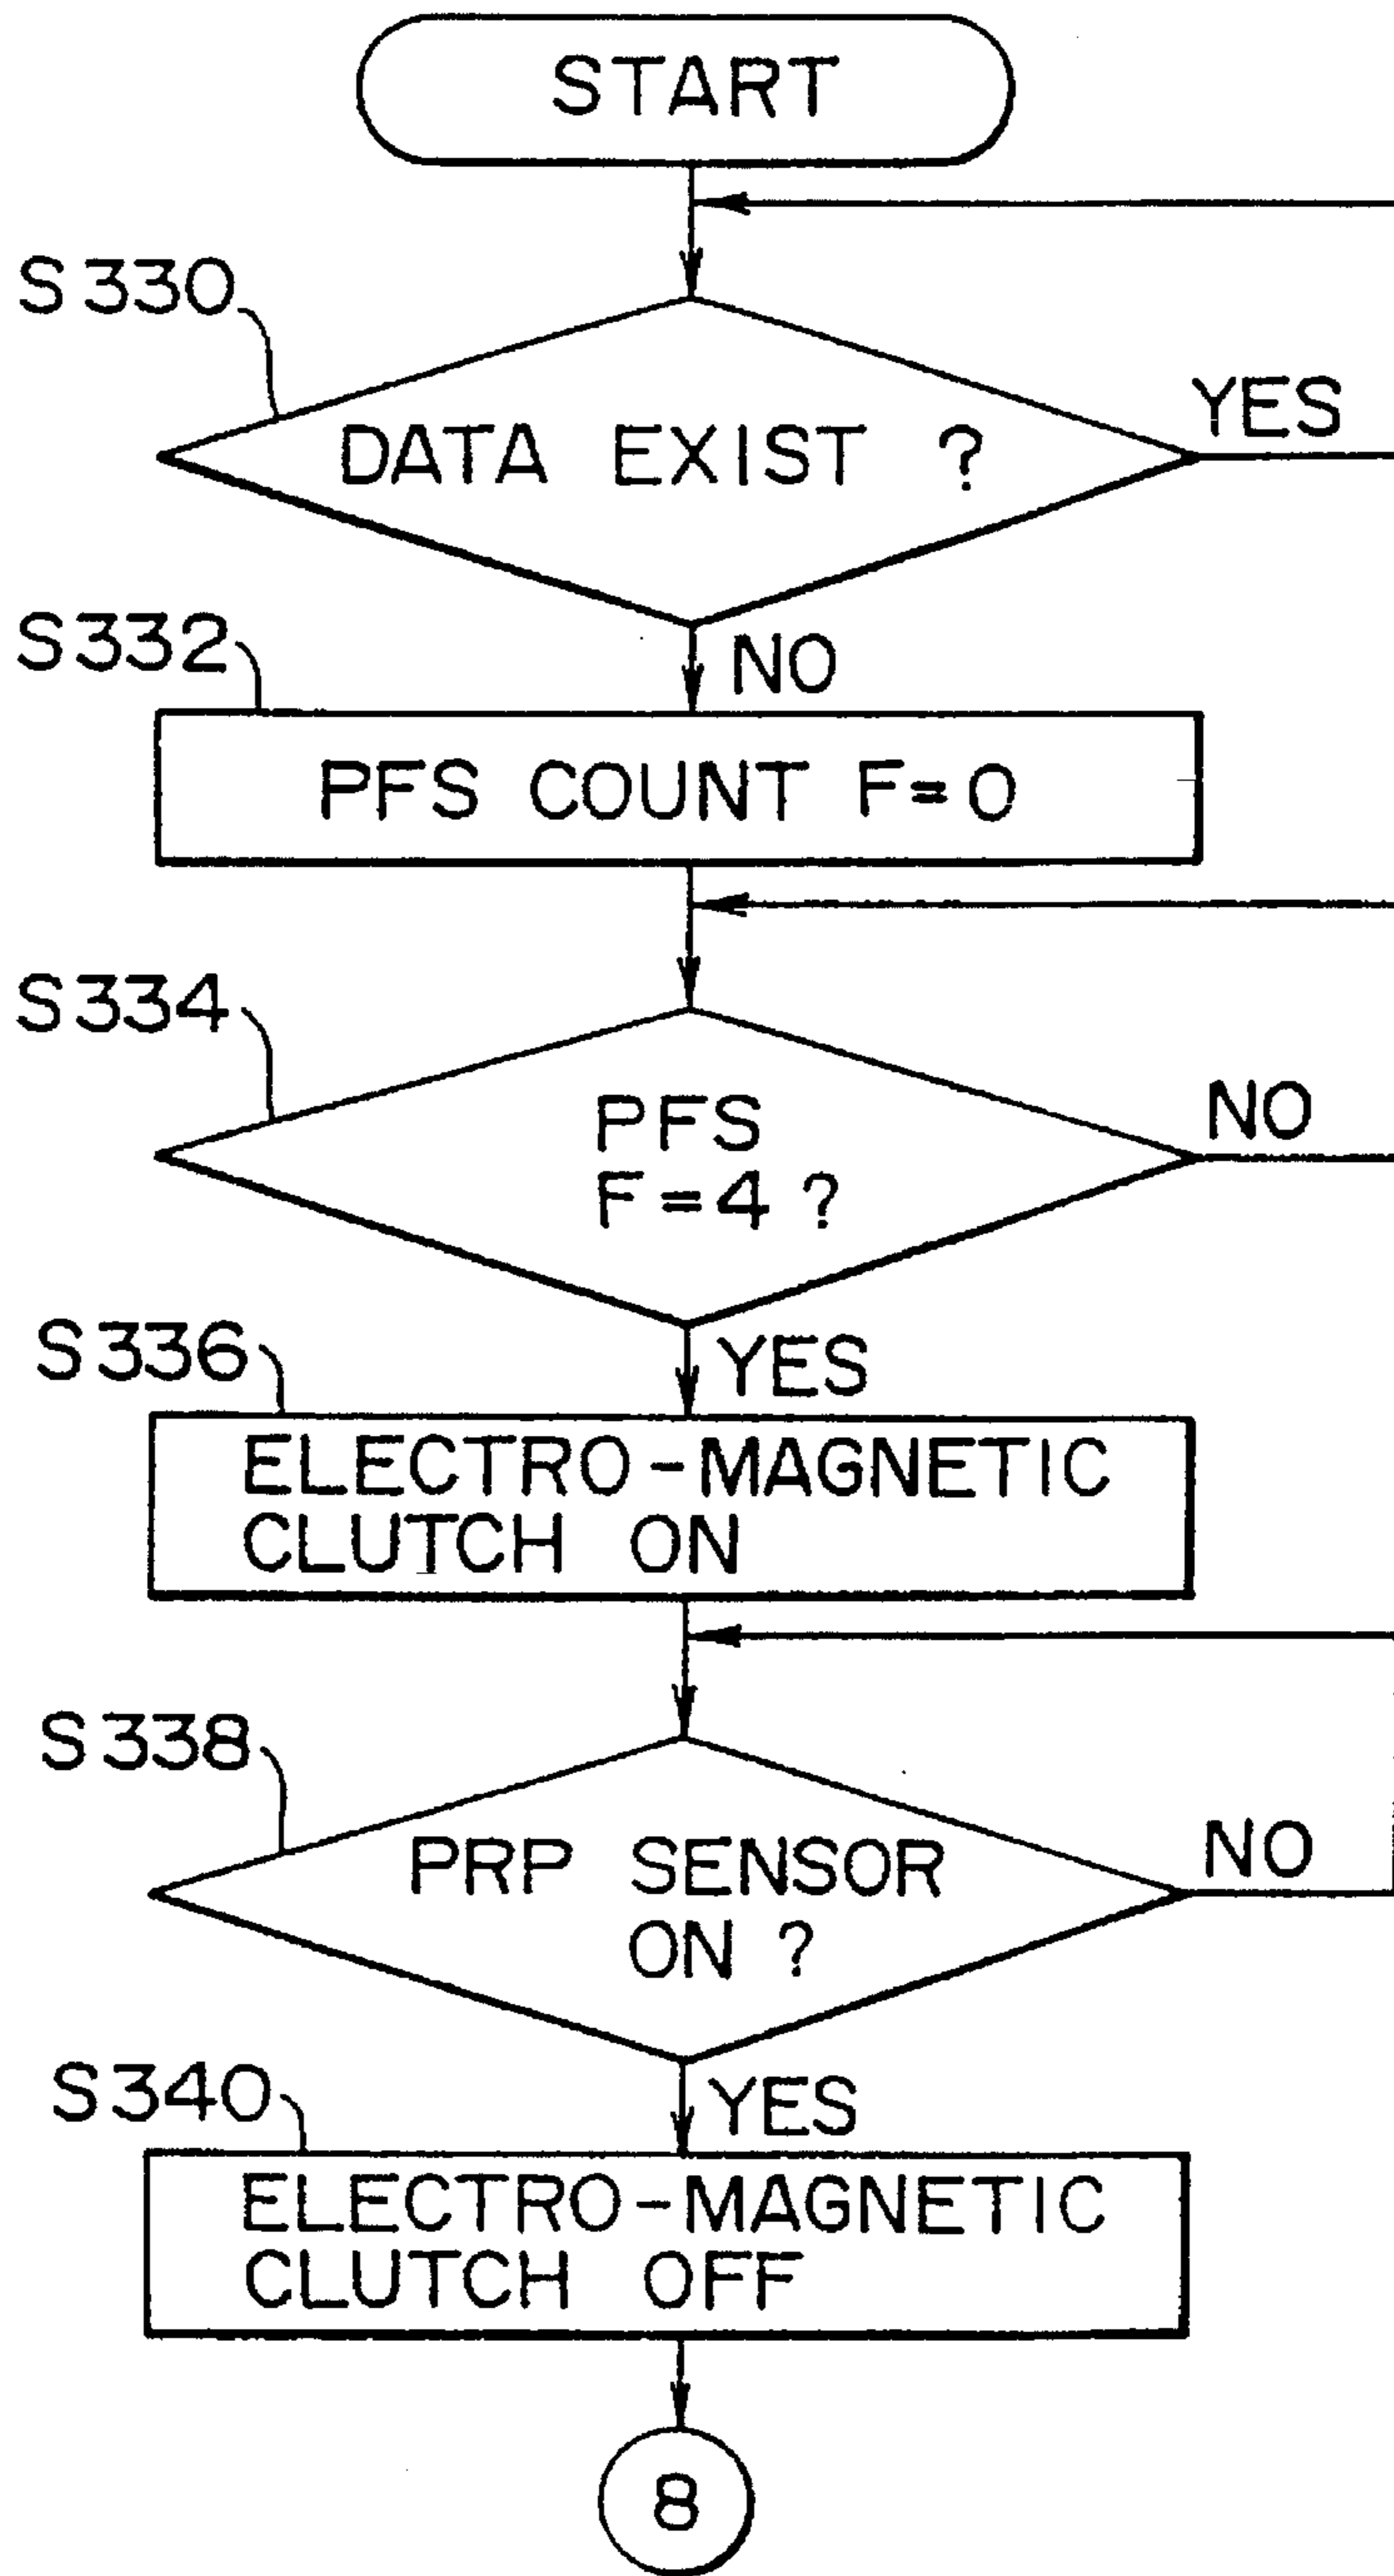 START
S330
DATA EXIST ?
YES
S332
NO
PFS COUNT F=0
S334
PFS
F=4 ?
NO
S336
YES
ELECTRO-MAGNETIC
CLUTCH ON
S338
PRP SENSOR
ON ?
NO
S340
YES
ELECTRO-MAGNETIC
CLUTCH OFF
8